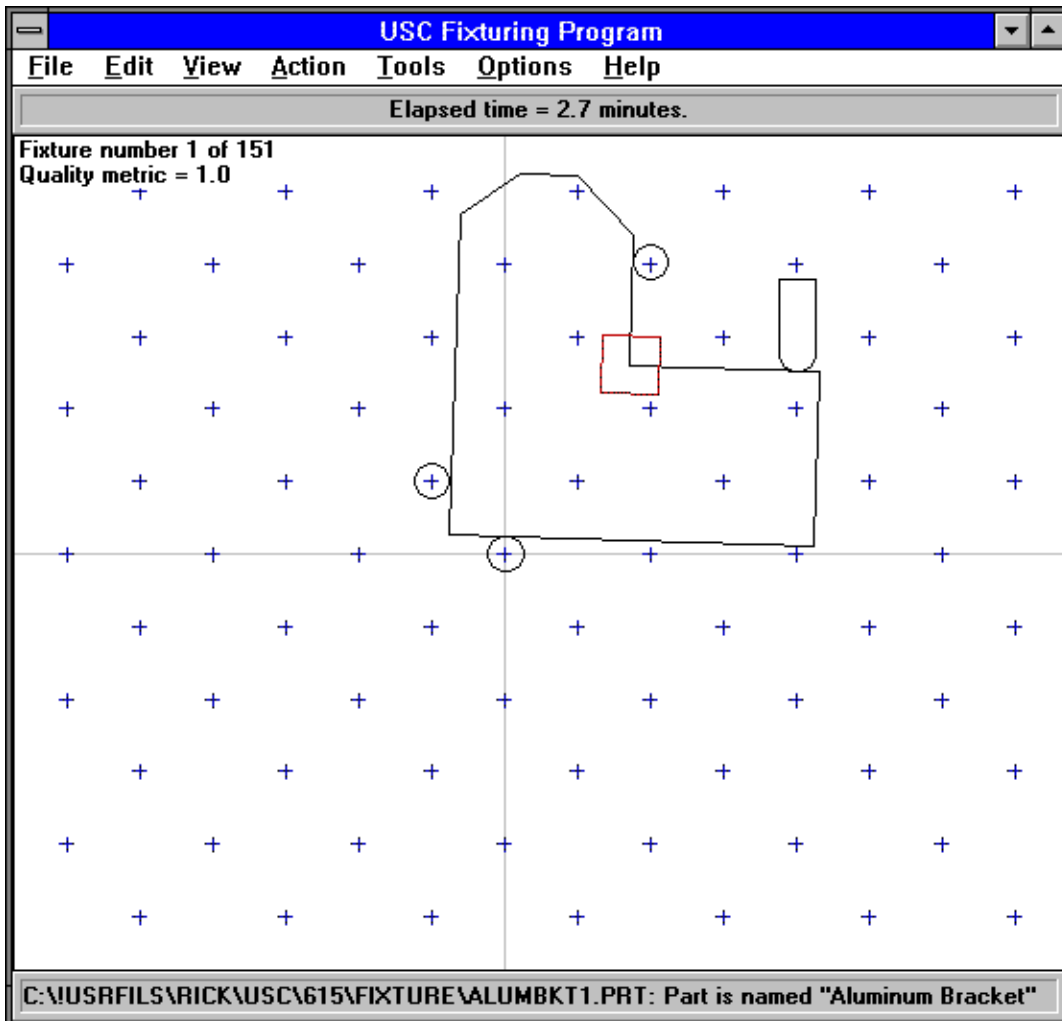 USC Fixturing Program
File Edit View Action Tools Options Help
Elapsed time = 2.7 minutes.
Fixture number 1 of 151
Quality metric = 1.0
C:\!USRFILS\RICK\USC\615\FIXTURE\ALUMBKT1.PRT: Part is named "Aluminum Bracket"